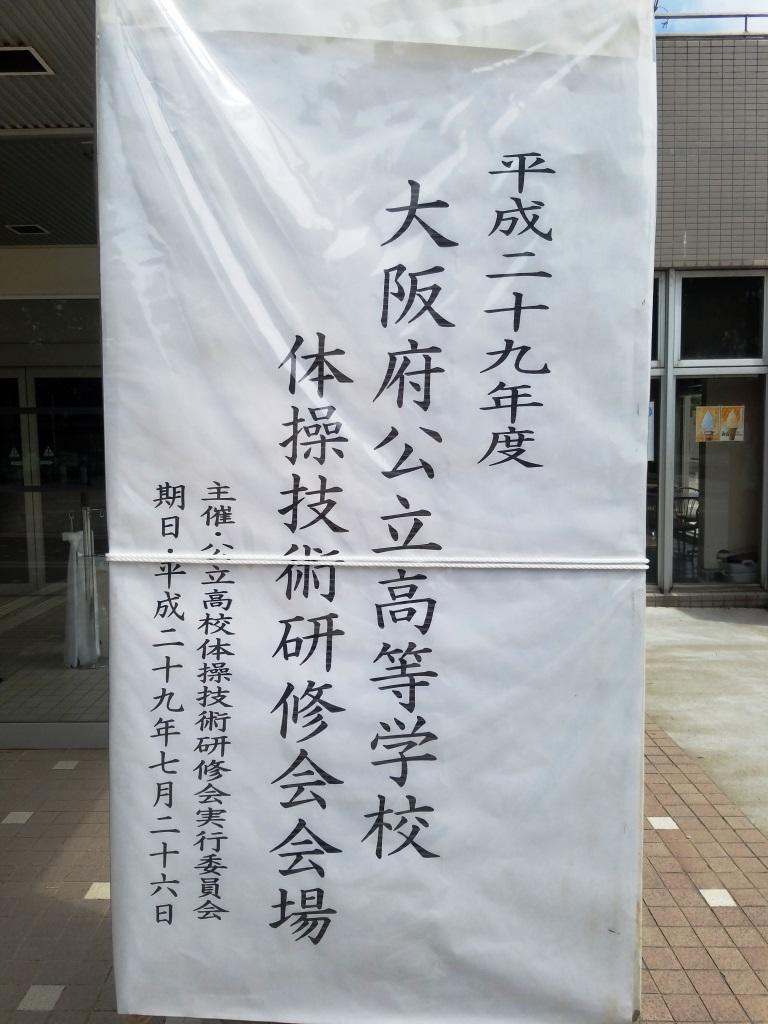 平成二十九年度
大阪府公立高等学校
体操技術研修会会場
主催・公立高校体操技術研修会実行委員会
期日・平成二十九年七月二十六日